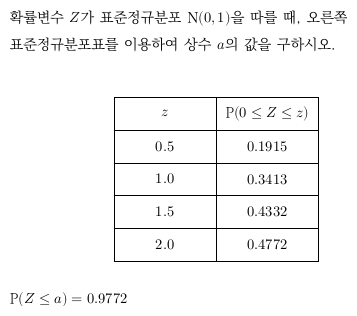 확률변수 Z가 표준정규분포 N(0, 1)을 따를 때, 오른쪽
표준정규분포표를 이용하여 상수 a의 값을 구하시오.
z P(0 ≤ Z ≤ z)
0.5 0.1915
1.0 0.3413
1.5 0.4332
2.0 0.4772
P(Z ≤ a) = 0.9772